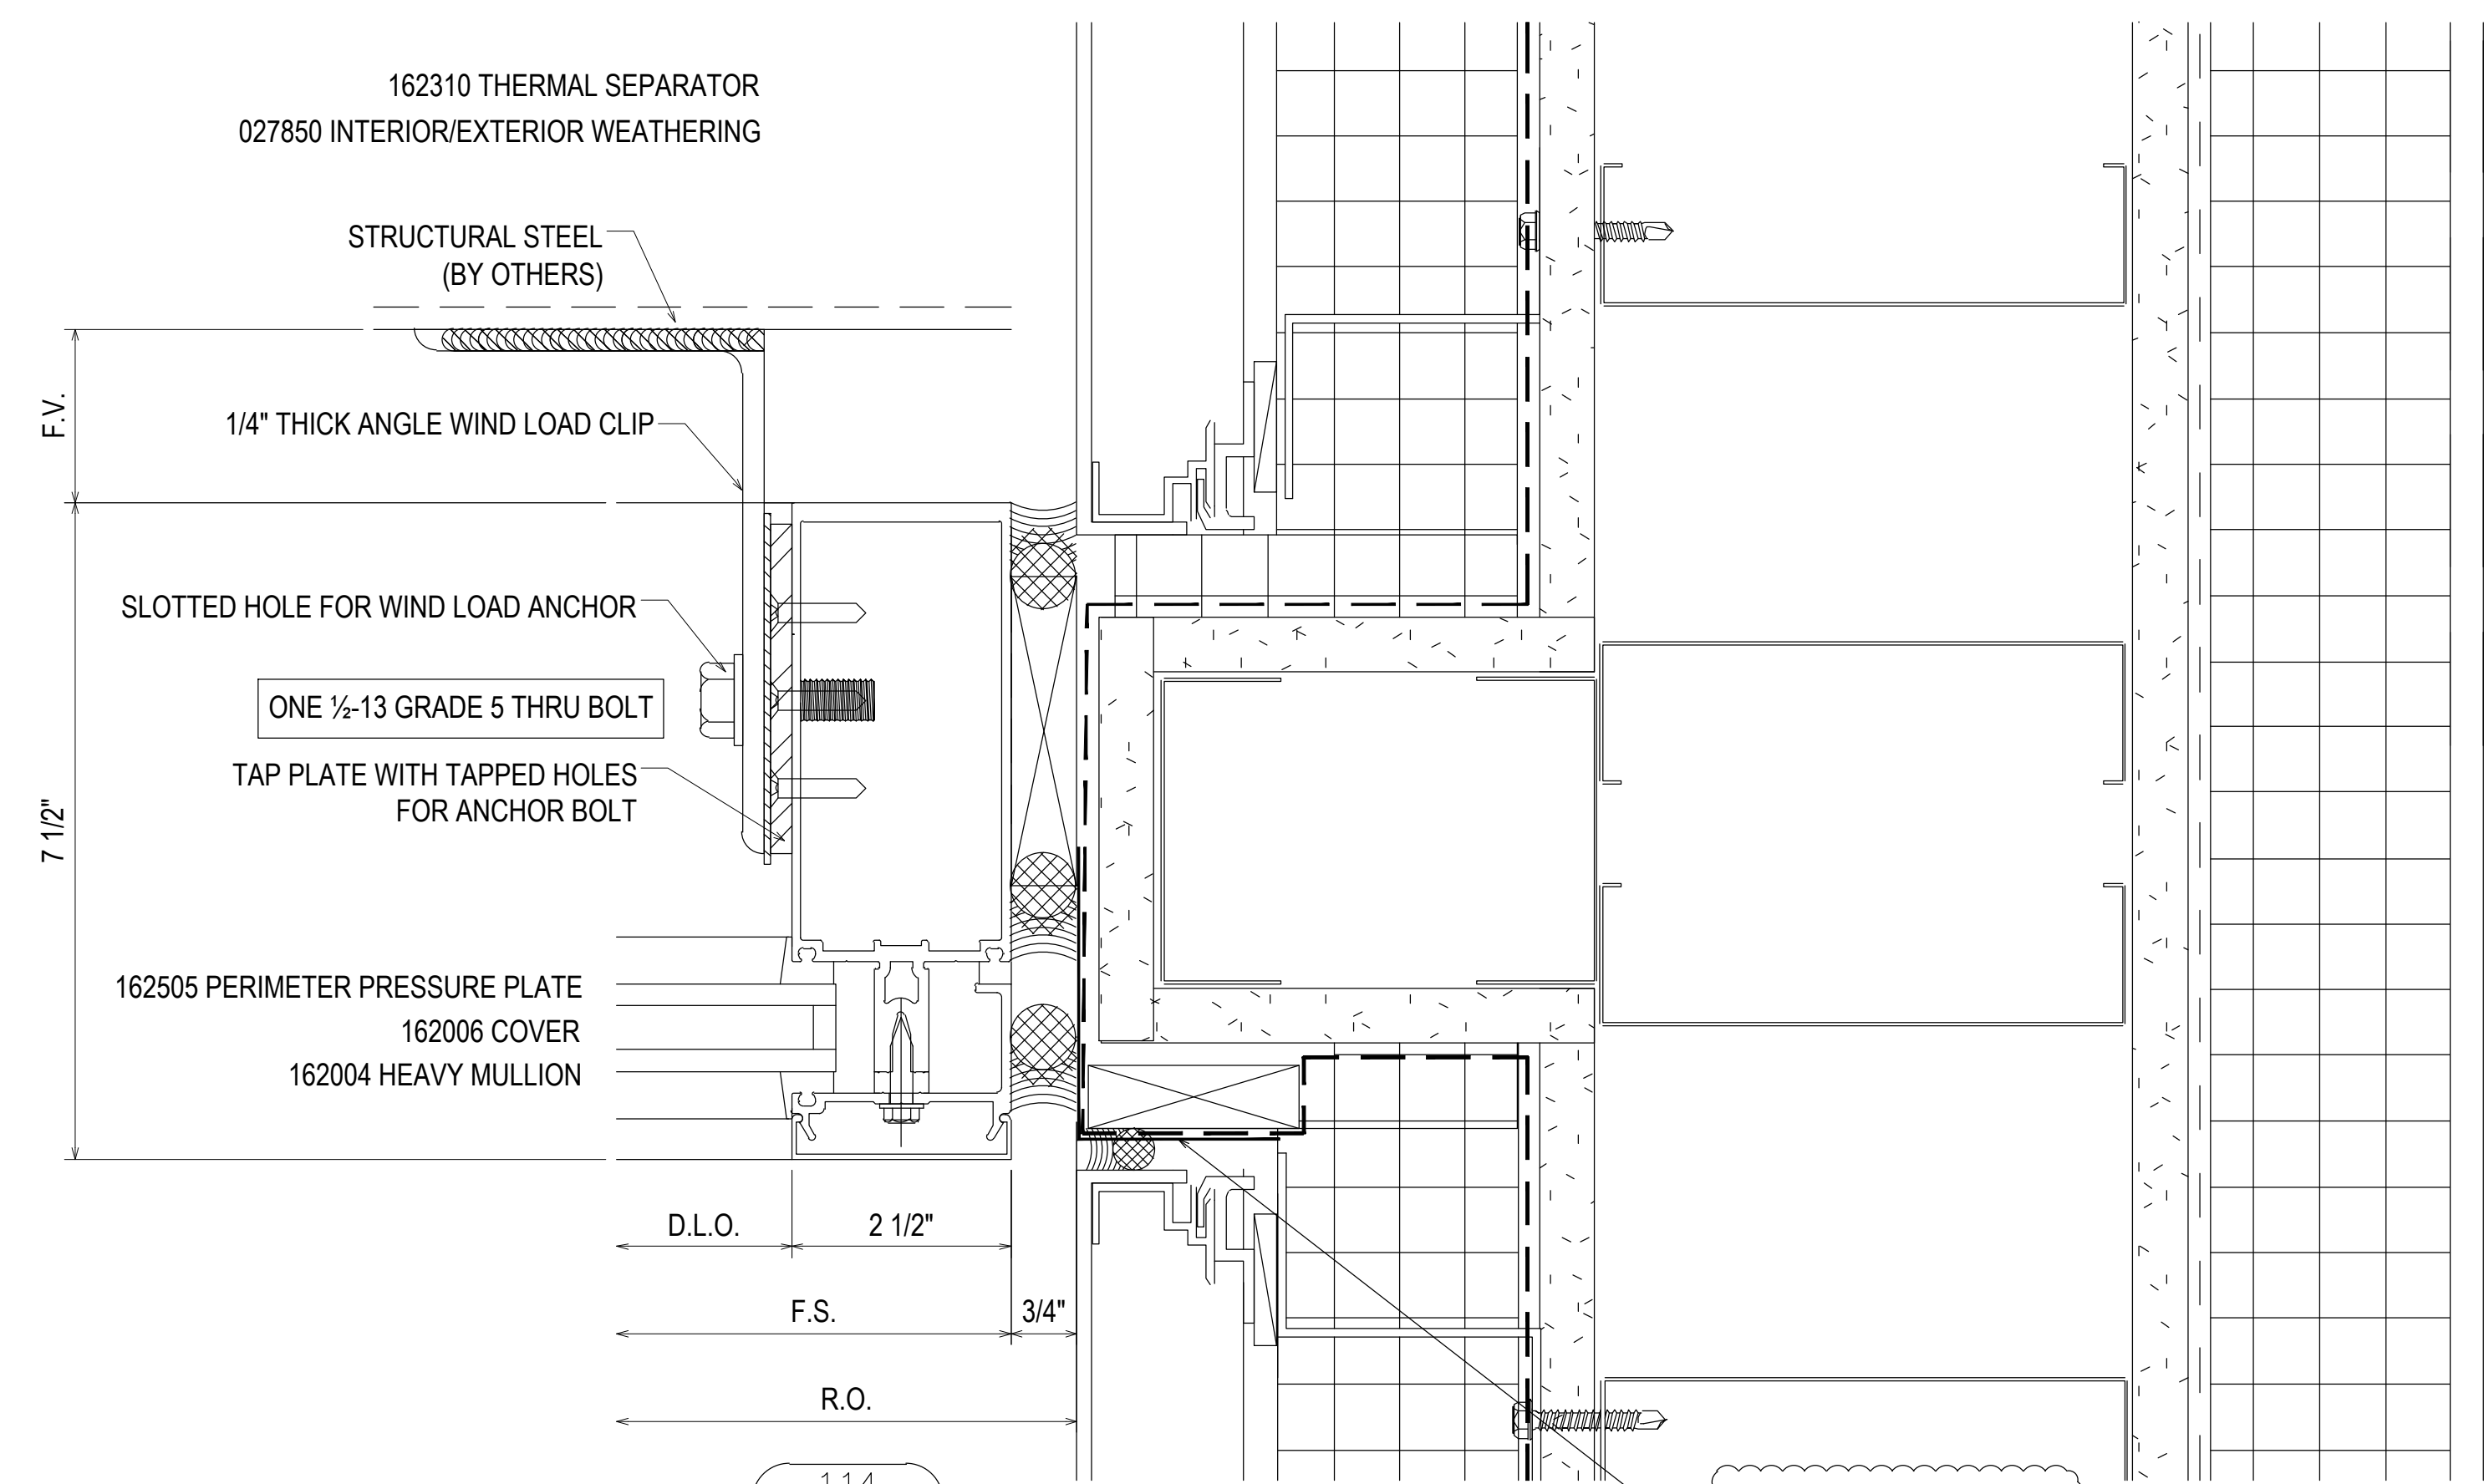 162310 THERMAL SEPARATOR
027850 INTERIOR/EXTERIOR WEATHERING
STRUCTURAL STEEL
(BY OTHERS)
F.V.
1/4" THICK ANGLE WIND LOAD CLIP
SLOTTED HOLE FOR WIND LOAD ANCHOR
ONE ½-13 GRADE 5 THRU BOLT
TAP PLATE WITH TAPPED HOLES
FOR ANCHOR BOLT
7 1/2"
162505 PERIMETER PRESSURE PLATE
162006 COVER
162004 HEAVY MULLION
D.L.O.
2 1/2"
F.S.
3/4"
R.O.
114